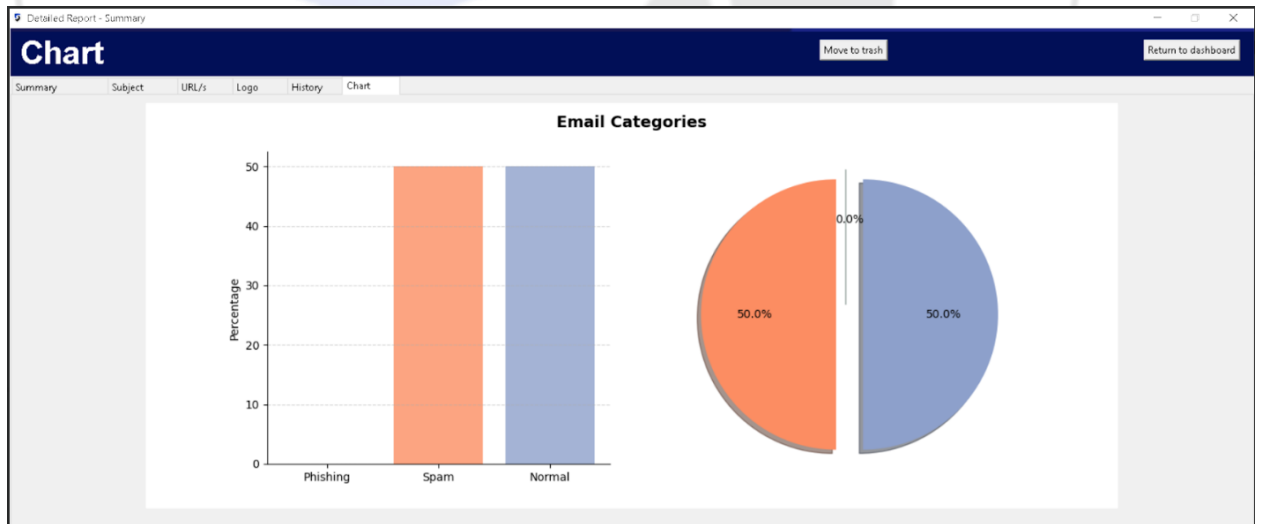 Detailed Report - Summary
Chart
Move to trash
Return to dashboard
Summary
Subject
URL/s
Logo
History
Chart
Email Categories
Percentage
50
40
30
20
10
0
Phishing
Spam
Normal
0.0%
50.0%
50.0%